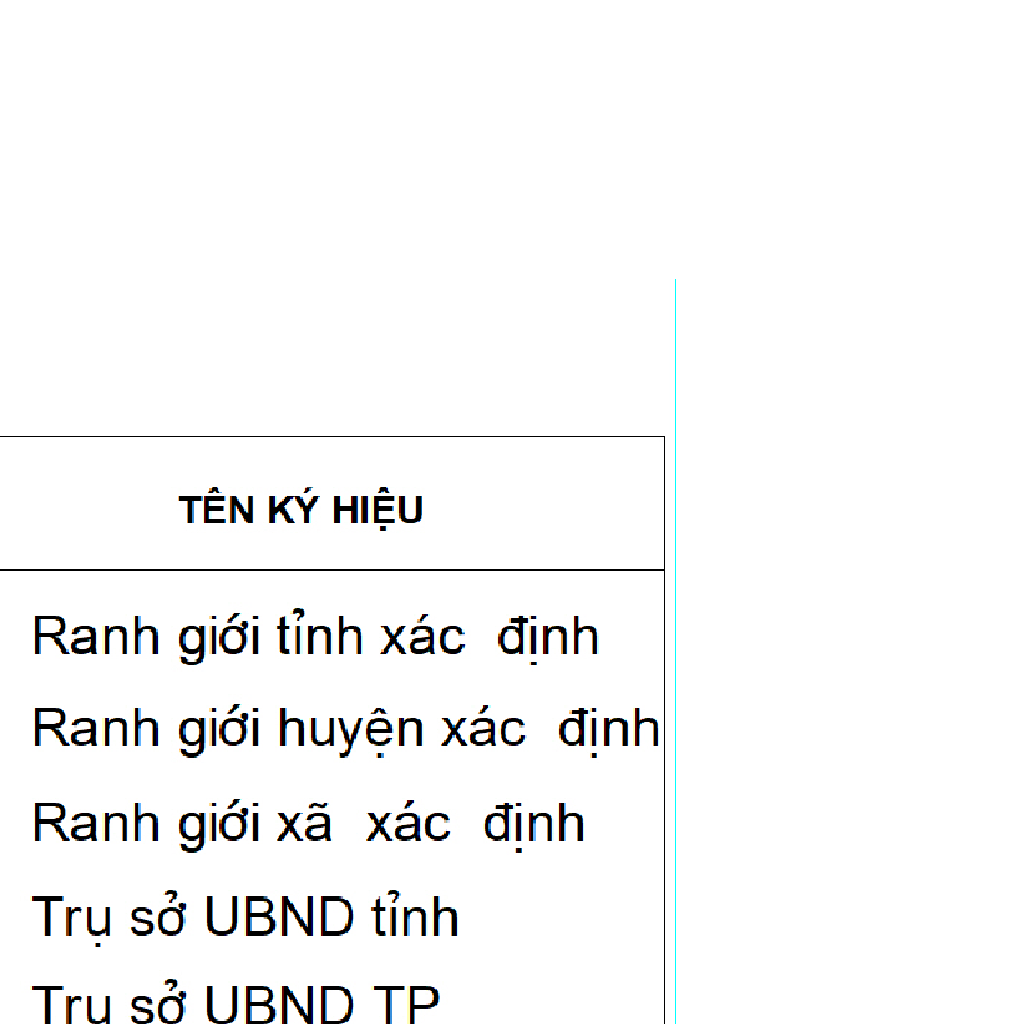 TÊN KÝ HIỆU
Ranh giới tỉnh xác định
Ranh giới huyện xác định
Ranh giới xã xác định
Trụ sở UBND tỉnh
Trụ sở UBND TP